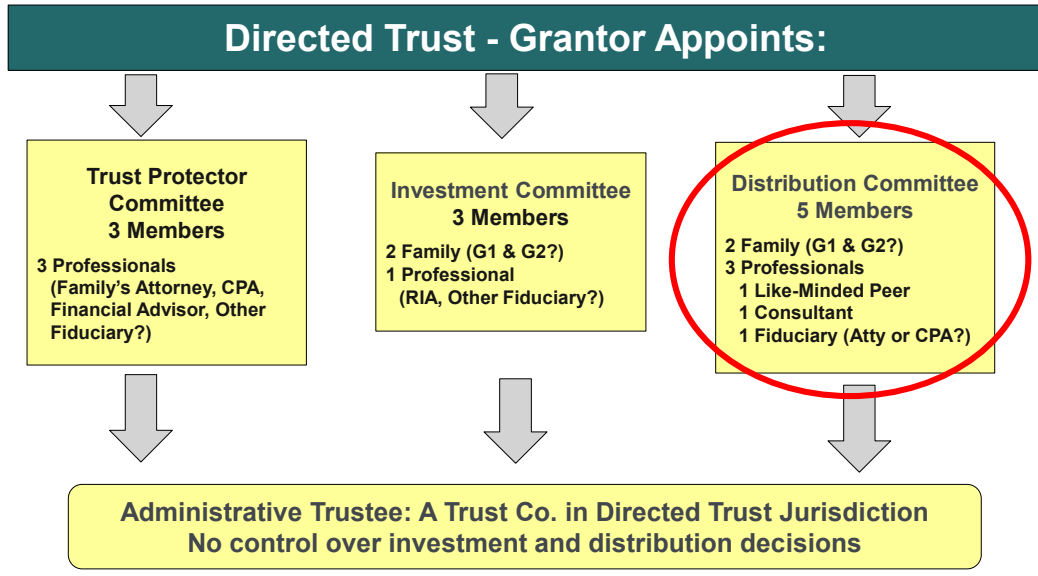 Directed Trust - Grantor Appoints:
Trust Protector
Committee
3 Members
3 Professionals
(Family's Attorney, CPA,
Financial Advisor, Other
Fiduciary?)
Investment Committee
3 Members
2 Family (G1 & G2?)
1 Professional
(RIA, Other Fiduciary?)
Distribution Committee
5 Members
2 Family (G1 & G2?)
3 Professionals
1 Like-Minded Peer
1 Consultant
1 Fiduciary (Atty or CPA?)
Administrative Trustee: A Trust Co. in Directed Trust Jurisdiction
No control over investment and distribution decisions